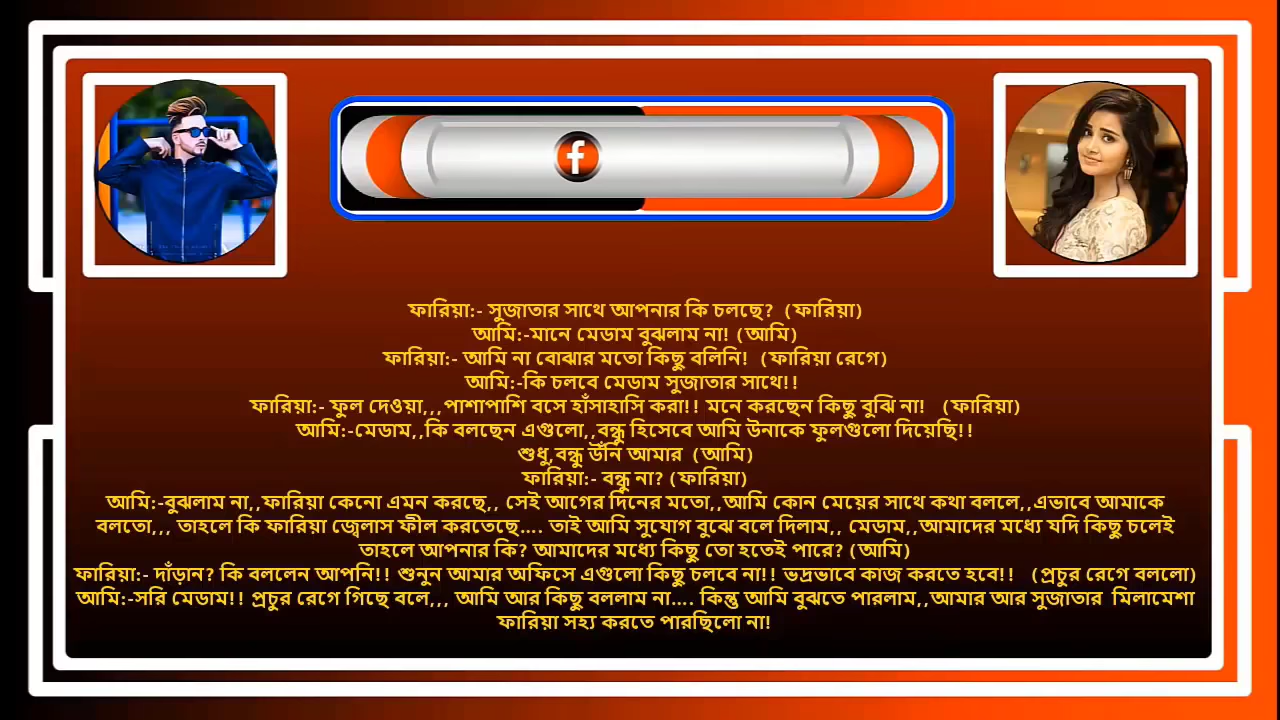 ফারিয়া:- সুজাতার সাথে আপনার কি চলছে? (ফারিয়া)
আমি:-মানে মেডাম বুঝলাম না! (আমি)
ফারিয়া:- আমি না বোঝার মতো কিছু বলিনি! (ফারিয়া রেগে)
আমি:-কি চলবে মেডাম সুজাতার সাথে!!
ফারিয়া:- ফুল দেওয়া,,,পাশাপাশি বসে হাঁসাহাসি করা!! মনে করছেন কিছু বুঝি না! (ফারিয়া)
আমি:-মেডাম,,কি বলছেন এগুলো,,বন্ধু হিসেবে আমি উনাকে ফুলগুলো দিয়েছি!!
শুধু,বন্ধু উঁনি আমার (আমি)
ফারিয়া:- বন্ধু না? (ফারিয়া)
আমি:-বুঝলাম না,,ফারিয়া কেনো এমন করছে,, সেই আগের দিনের মতো,,আমি কোন মেয়ের সাথে কথা বললে,,এভাবে আমাকে
বলতো,,, তাহলে কি ফারিয়া জ্বেলাস ফীল করতেছে.... তাই আমি সুযোগ বুঝে বলে দিলাম,, মেডাম,,আমাদের মধ্যে যদি কিছু চলেই
তাহলে আপনার কি? আমাদের মধ্যে কিছু তো হতেই পারে? (আমি)
ফারিয়া:- দাঁড়ান? কি বললেন আপনি!! শুনুন আমার অফিসে এগুলো কিছু চলবে না!! ভদ্রভাবে কাজ করতে হবে!! (প্রচুর রেগে বললো)
আমি:-সরি মেডাম!! প্রচুর রেগে গিছে বলে,,, আমি আর কিছু বললাম না.... কিন্তু আমি বুঝতে পারলাম,,আমার আর সুজাতার মিলামেশা
ফারিয়া সহ্য করতে পারছিলো না!